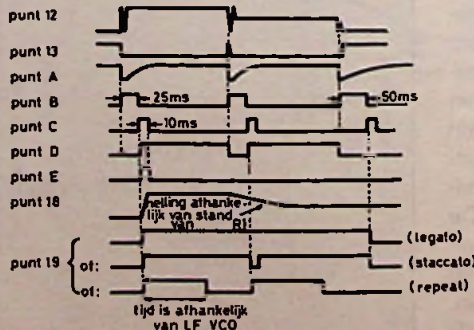 punt 12
punt 13
punt A
punt B
25ms
50ms
punt C
10ms
punt D
punt E
punt 18
helling afhanke-
lijk van stand
van R1
(legato)
punt 19
of:
(staccato)
of:
(repeat)
tijd is afhankelijk
van LF VCO